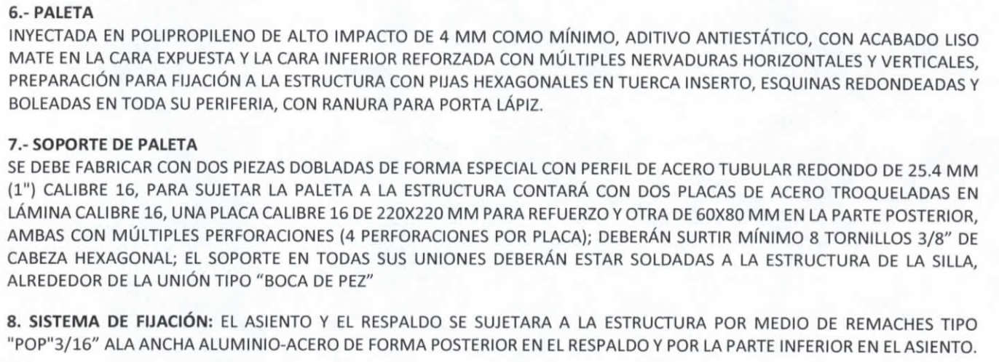 6.- PALETA
INYECTADA EN POLIPROPILENO DE ALTO IMPACTO DE 4 MM COMO MÍNIMO, ADITIVO ANTIESTÁTICO, CON ACABADO LISO
MATE EN LA CARA EXPUESTA Y LA CARA INFERIOR REFORZADA CON MÚLTIPLES NERVADURAS HORIZONTALES Y VERTICALES,
PREPARACIÓN PARA FIJACIÓN A LA ESTRUCTURA CON PIJAS HEXAGONALES EN TUERCA INSERTO, ESQUINAS REDONDEADAS Y
BOLEADAS EN TODA SU PERIFERIA, CON RANURA PARA PORTA LÁPIZ.
7.- SOPORTE DE PALETA
SE DEBE FABRICAR CON DOS PIEZAS DOBLADAS DE FORMA ESPECIAL CON PERFIL DE ACERO TUBULAR REDONDO DE 25.4 MM
(1") CALIBRE 16, PARA SUJETAR LA PALETA A LA ESTRUCTURA CONTARÁ CON DOS PLACAS DE ACERO TROQUELADAS EN
LÁMINA CALIBRE 16, UNA PLACA CALIBRE 16 DE 220X220 MM PARA REFUERZO Y OTRA DE 60X80 MM EN LA PARTE POSTERIOR,
AMBAS CON MÚLTIPLES PERFORACIONES (4 PERFORACIONES POR PLACA); DEBERÁN SURTIR MÍNIMO 8 TORNILLOS 3/8” DE
CABEZA HEXAGONAL; EL SOPORTE EN TODAS SUS UNIONES DEBERÁN ESTAR SOLDADAS A LA ESTRUCTURA DE LA SILLA,
ALREDEDOR DE LA UNIÓN TIPO “BOCA DE PEZ”
8. SISTEMA DE FIJACIÓN: EL ASIENTO Y EL RESPALDO SE SUJETARA A LA ESTRUCTURA POR MEDIO DE REMACHES TIPO
"POP"3/16” ALA ANCHA ALUMINIO-ACERO DE FORMA POSTERIOR EN EL RESPALDO Y POR LA PARTE INFERIOR EN EL ASIENTO.